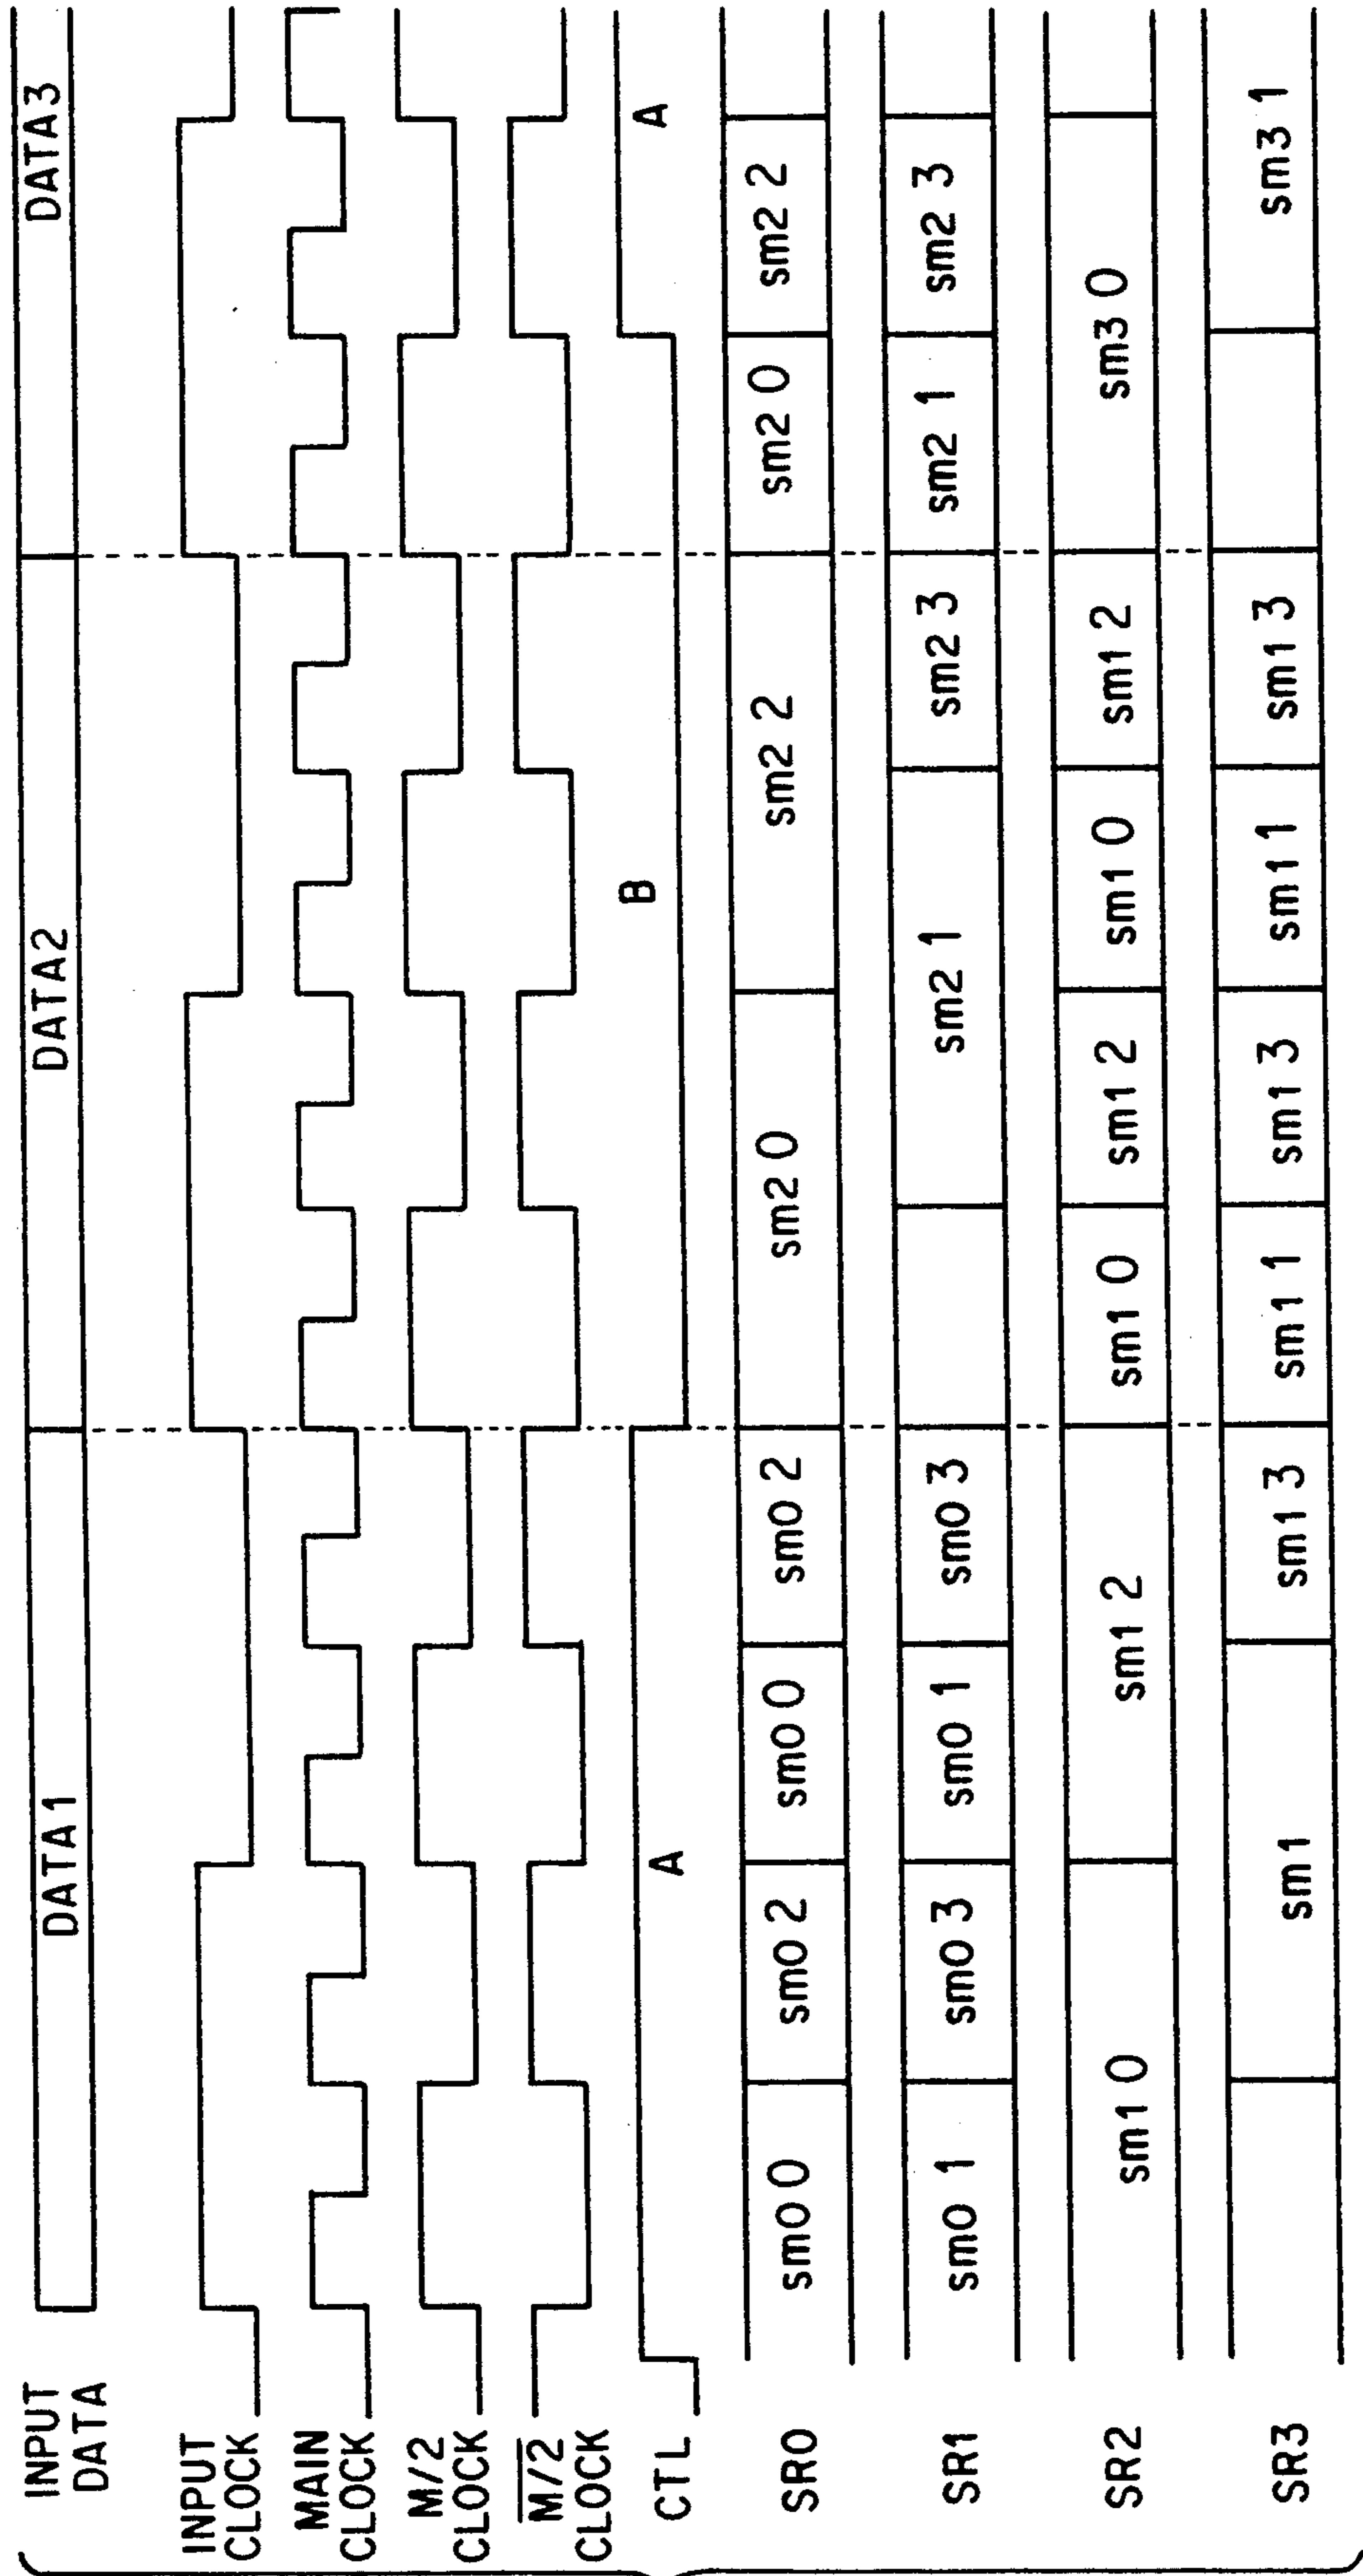 INPUT DATA DATA1 DATA2 DATA3
INPUT CLOCK
MAIN CLOCK
M/2 CLOCK
M/2 CLOCK
CTL A B A
SR0 sm0 0 sm0 2 sm0 0 sm0 2 sm2 0 sm2 2 sm2 0 sm2 2
SR1 sm0 1 sm0 3 sm0 1 sm0 3 sm2 1 sm2 3 sm2 1 sm2 3
SR2 sm1 0 sm1 2 sm1 0 sm1 2 sm1 0 sm1 2 sm3 0
SR3 sm1 sm1 3 sm1 1 sm1 3 sm1 1 sm1 3 sm3 1